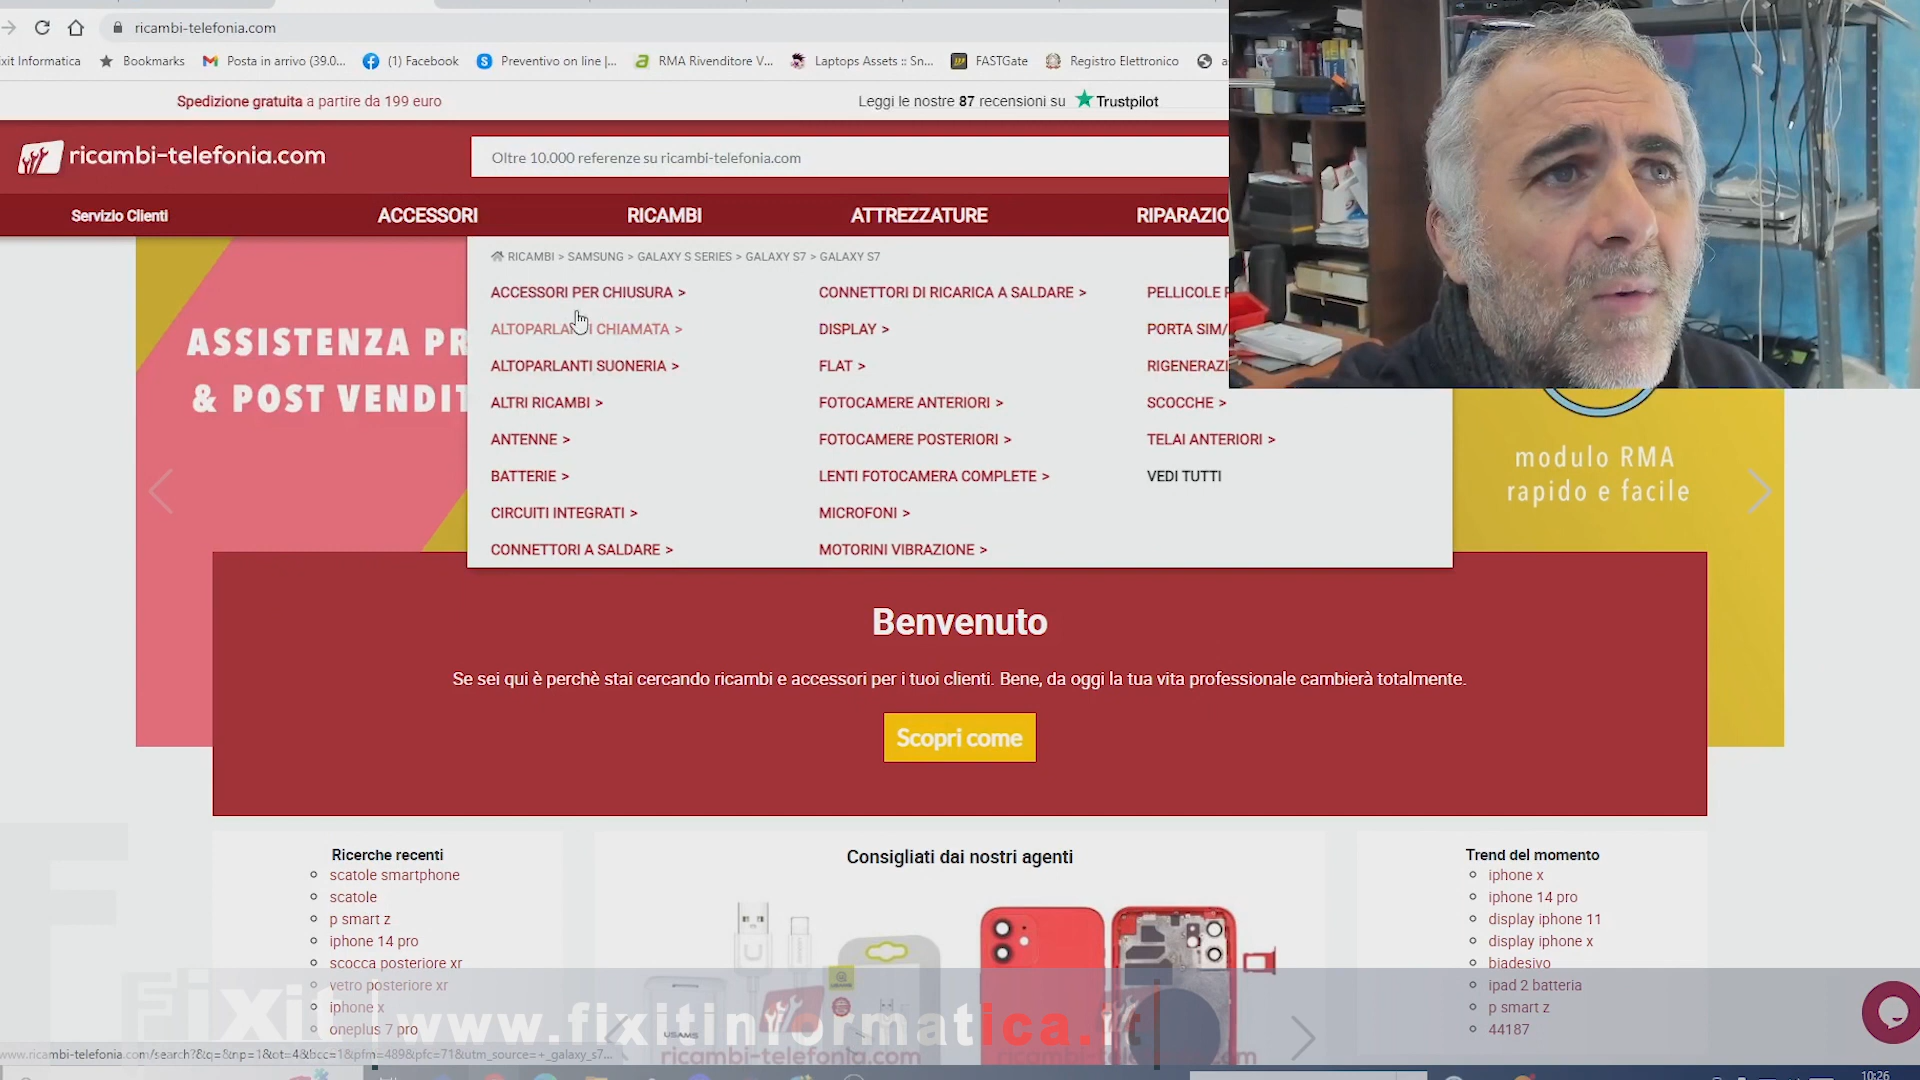 ricambi-telefonia.com
xit Informatica Bookmarks Posta in arrivo (39.0... (1) Facebook Preventivo on line |... RMA Rivenditore V... Laptops Assets :: Sn... FASTGate Registro Elettronico
Spedizione gratuita a partire da 199 euro
Leggi le nostre 87 recensioni su Trustpilot
ricambi-telefonia.com
Oltre 10.000 referenze su ricambi-telefonia.com
Servizio Clienti ACCESSORI RICAMBI ATTREZZATURE RIPARAZIO
RICAMBI > SAMSUNG > GALAXY S SERIES > GALAXY S7 > GALAXY S7
ACCESSORI PER CHIUSURA >
ALTOPARLANTI CHIAMATA >
ALTOPARLANTI SUONERIA >
ALTRI RICAMBI >
ANTENNE >
BATTERIE >
CIRCUITI INTEGRATI >
CONNETTORI A SALDARE >
CONNETTORI DI RICARICA A SALDARE >
DISPLAY >
FLAT >
FOTOCAMERE ANTERIORI >
FOTOCAMERE POSTERIORI >
LENTI FOTOCAMERA COMPLETE >
MICROFONI >
MOTORINI VIBRAZIONE >
PELLICOLE
PORTA SIM/
RIGENERAZI
SCOCCHE >
TELAI ANTERIORI >
VEDI TUTTI
ASSISTENZA PR
& POST VENDIT
modulo RMA
rapido e facile
Benvenuto
Se sei qui è perchè stai cercando ricambi e accessori per i tuoi clienti. Bene, da oggi la tua vita professionale cambierà totalmente.
Scopri come
Ricerche recenti
scatole smartphone
scatole
p smart z
iphone 14 pro
scocca posteriore xr
vetro posteriore xr
iphone x
oneplus 7 pro
Consigliati dai nostri agenti
USAMS
ricambi-telefonia.com
Trend del momento
iphone x
iphone 14 pro
display iphone 11
display iphone x
biadesivo
ipad 2 batteria
p smart z
44187
fixit
www.fixitinformatica.it
www.ricambi-telefonia.com/search?&q=&mp=1&ot=4&bcc=1&pfm=489&pfc=71&utm_source=+_galaxy_s7...
10:26